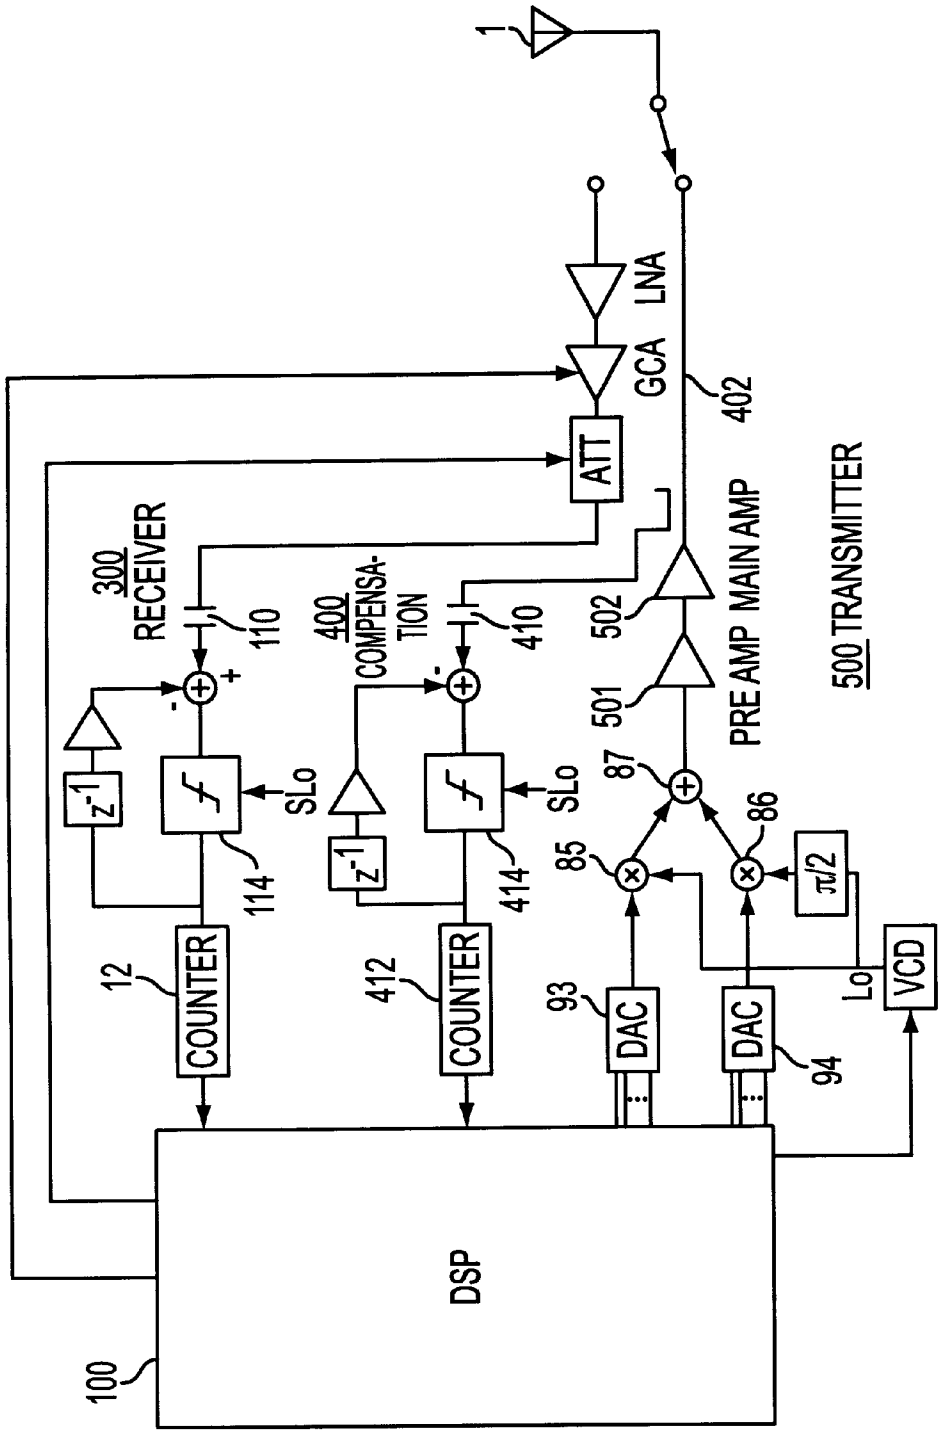 1
LNA
GCA
402
ATT
300
RECEIVER
110
400
COMPENSA-
TION
410
-
+
+
-
+
z-1
SLo
114
z-1
SLo
414
12
COUNTER
412
COUNTER
502
501
PRE AMP MAIN AMP
500 TRANSMITTER
87
+
85
×
86
×
π/2
93
DAC
94
DAC
Lo
VCD
100
DSP